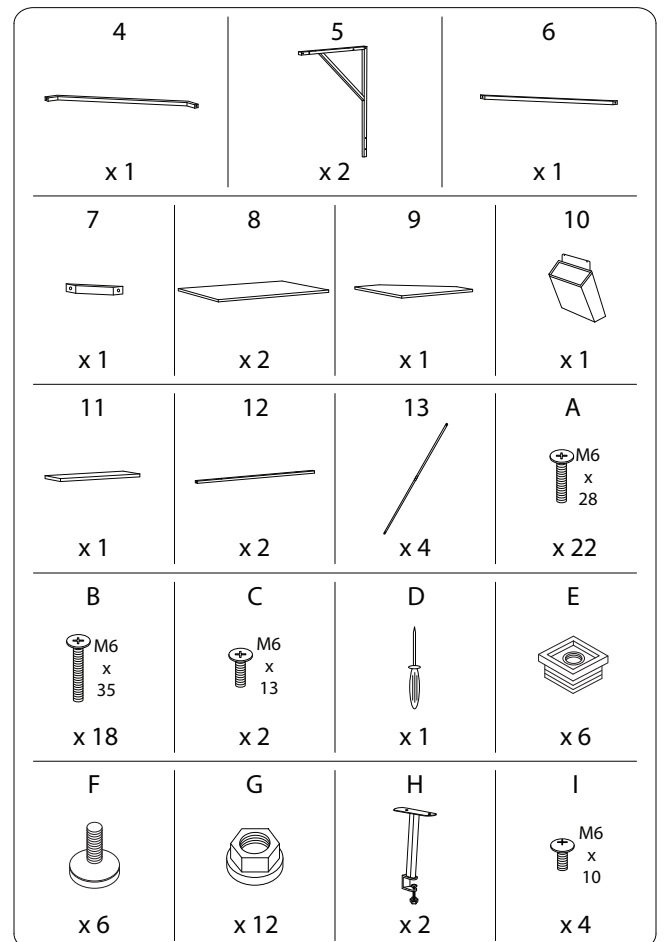 4 5 6
x 1 x 2 x 1
7 8 9 10
x 1 x 2 x 1 x 1
11 12 13 A
M6
x
28
x 1 x 2 x 4 x 22
B C D E
M6
x
35
M6
x
13
x 18 x 2 x 1 x 6
F G H I
M6
x
10
x 6 x 12 x 2 x 4